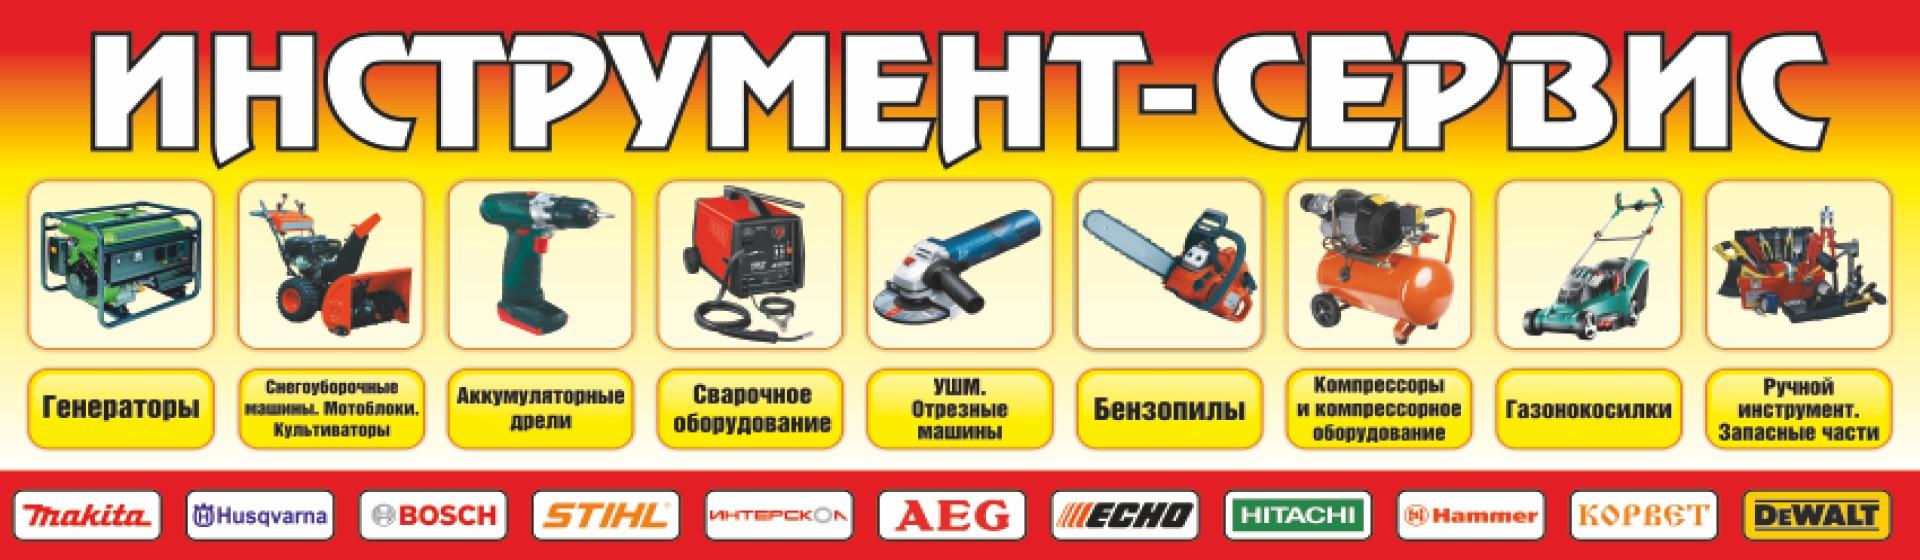 ИНСТРУМЕНТ-СЕРВИС
Генераторы
Снегоуборочные
машины. Мотоблоки.
Культиваторы
Аккумуляторные
дрели
Сварочное
оборудование
УШМ.
Отрезные
машины
Бензопилы
Компрессоры
и компрессорное
оборудование
Газонокосилки
Ручной
инструмент.
Запасные части
makita
Husqvarna
BOSCH
STIHL
ИНТЕРСКОЛ
AEG
ECHO
HITACHI
Hammer
КОРВЕТ
DEWALT